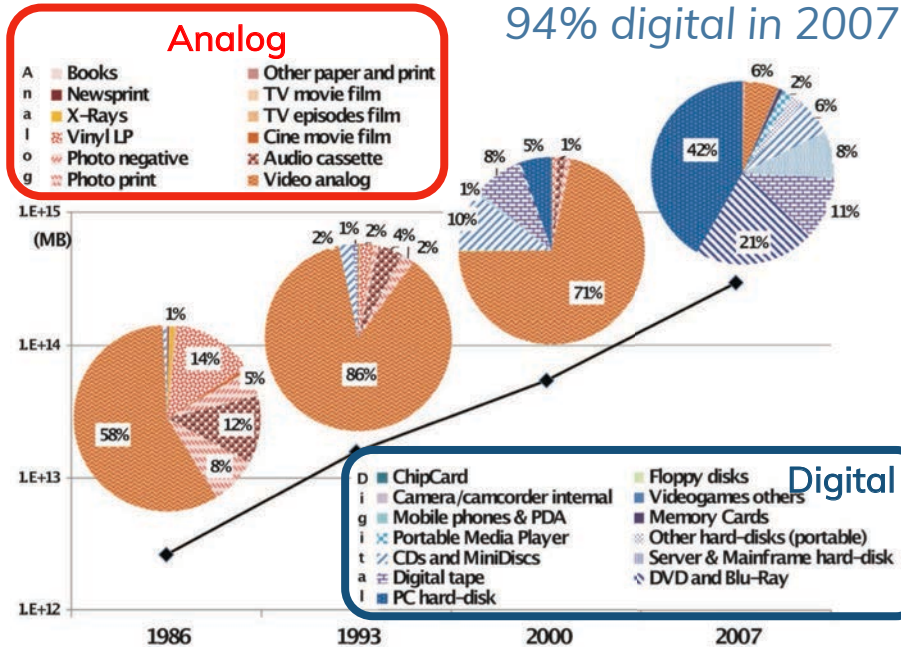 94% digital in 2007
Analog
A Books Other paper and print
n Newsprint TV movie film
a X-Rays TV episodes film
l Vinyl LP Cine movie film
o Photo negative Audio cassette
g Photo print Video analog
6%
2%
6%
42%
8%
11%
21%
8% 5% 1%
1%
10%
71%
1.E+15
(MB)
2% 1% 2% 4% 2%
86%
1%
14%
5%
58%
12%
8%
1.E+14
1.E+13
1.E+12
Digital
D ChipCard Floppy disks
i Camera/camcorder internal Videogames others
g Mobile phones & PDA Memory Cards
i Portable Media Player Other hard-disks (portable)
t CDs and MiniDiscs Server & Mainframe hard-disk
a Digital tape DVD and Blu-Ray
l PC hard-disk
1986 1993 2000 2007